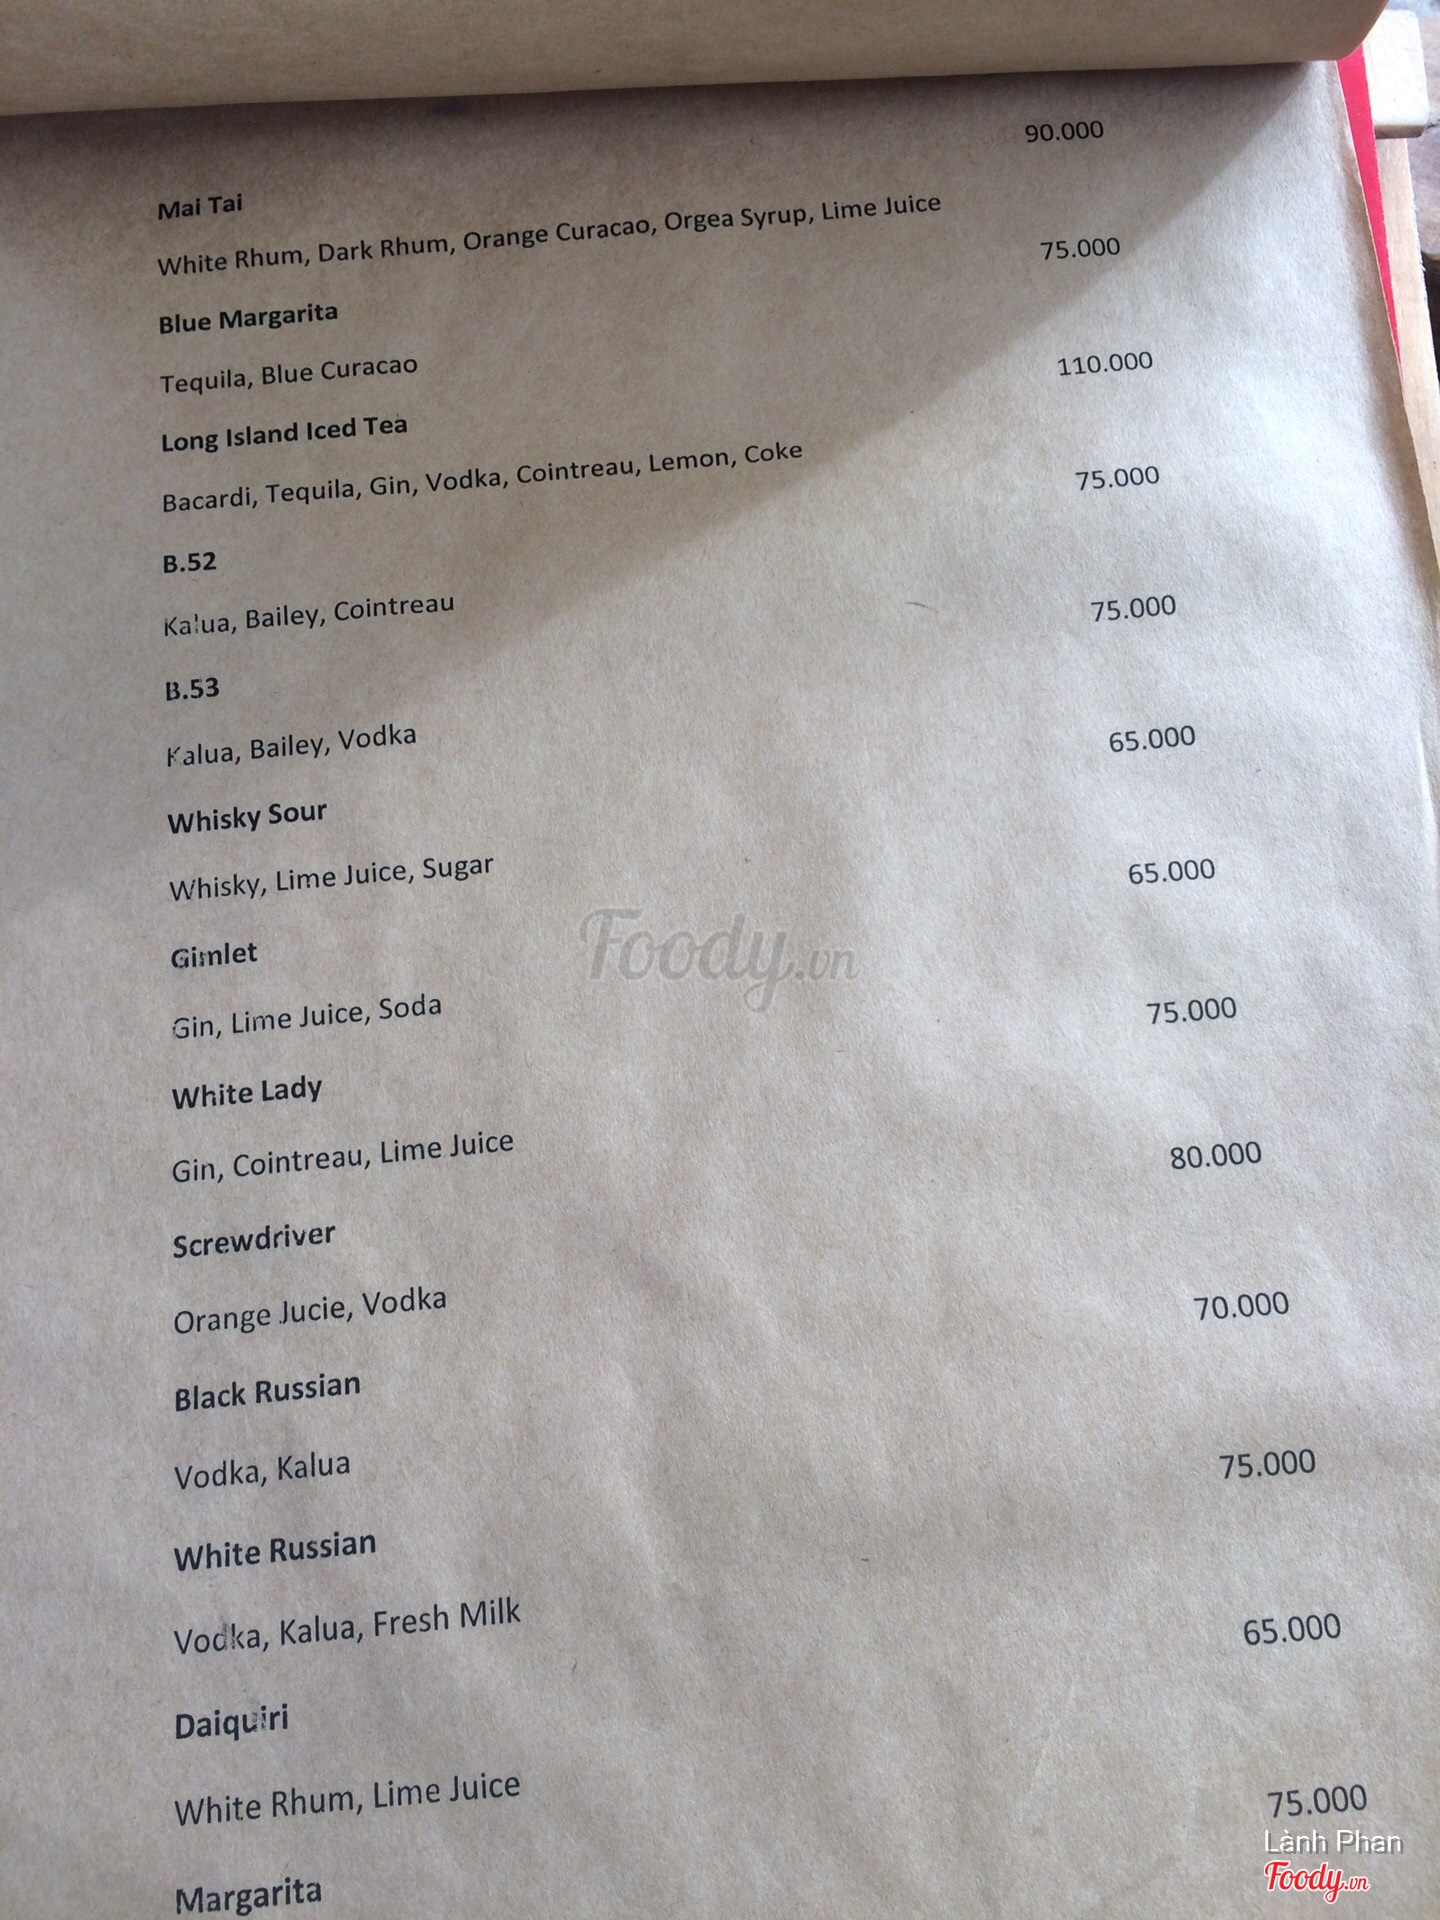 Mai Tai 90.000
White Rhum, Dark Rhum, Orange Curacao, Orgea Syrup, Lime Juice
Blue Margarita 75.000
Tequila, Blue Curacao
Long Island Iced Tea 110.000
Bacardi, Tequila, Gin, Vodka, Cointreau, Lemon, Coke
B.52 75.000
Kalua, Bailey, Cointreau
B.53 75.000
Kalua, Bailey, Vodka
Whisky Sour 65.000
Whisky, Lime Juice, Sugar
Gimlet 65.000
Gin, Lime Juice, Soda
White Lady 75.000
Gin, Cointreau, Lime Juice
Screwdriver 80.000
Orange Jucie, Vodka
Black Russian 70.000
Vodka, Kalua
White Russian 75.000
Vodka, Kalua, Fresh Milk
Daiquiri 65.000
White Rhum, Lime Juice
Margarita 75.000
Foody.vn
Lành Phan
Foody.vn